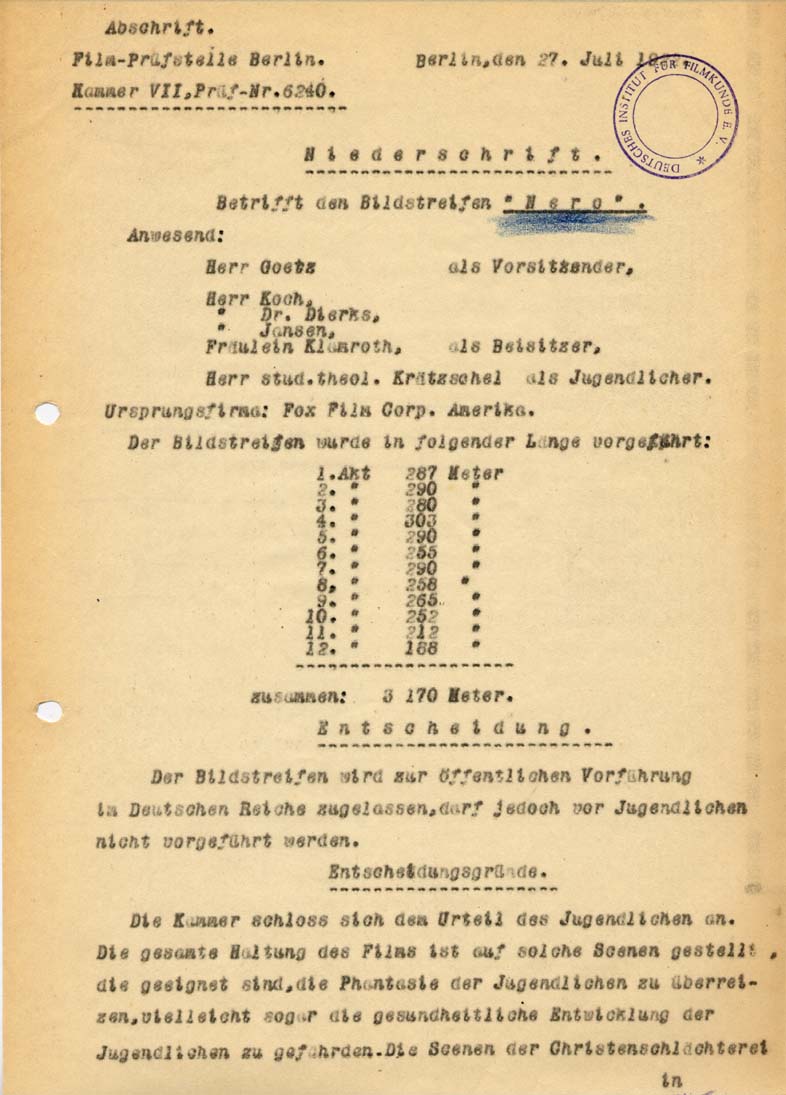 Abschrift.
Film-Prüfstelle Berlin. Berlin,den 27. Juli
Kammer VII,Prüf-Nr.6240.
DEUTSCHES INSTITUT FÜR FILMKUNDE E.V.
Niederschrift.
Betrifft den Bildstreifen "Nero".
Anwesend:
Herr Goetz als Vorsitzender,
Herr Koch,
" Dr. Dierks,
" Jansen,
Fräulein Klamroth, als Beisitzer,
Herr stud.theol. Krätzschel als Jugendlicher.
Ursprungsfirma: Fox Film Corp. Amerika.
Der Bildstreifen wurde in folgender Länge vorgeführt:
1.Akt 287 Meter
2. " 290 "
3. " 280 "
4. " 303 "
5. " 290 "
6. " 255 "
7. " 290 "
8, " 258 "
9. " 265 "
10. " 252 "
11. " 212 "
12. " 188 "
zusammen: 3 170 Meter.
Entscheidung.
Der Bildstreifen wird zur öffentlichen Vorführung
im Deutschen Reiche zugelassen,darf jedoch vor Jugendlichen
nicht vorgeführt werden.
Entscheidungsgründe.
Die Kammer schloss sich dem Urteil des Jugendlichen an.
Die gesamte Haltung des Films ist auf solche Scenen gestellt,
die geeignet sind,die Phantasie der Jugendlichen zu überrei-
zen,vielleicht sogar die gesundheitliche Entwicklung der
Jugendlichen zu gefährden.Die Scenen der Christenschlächterei
in